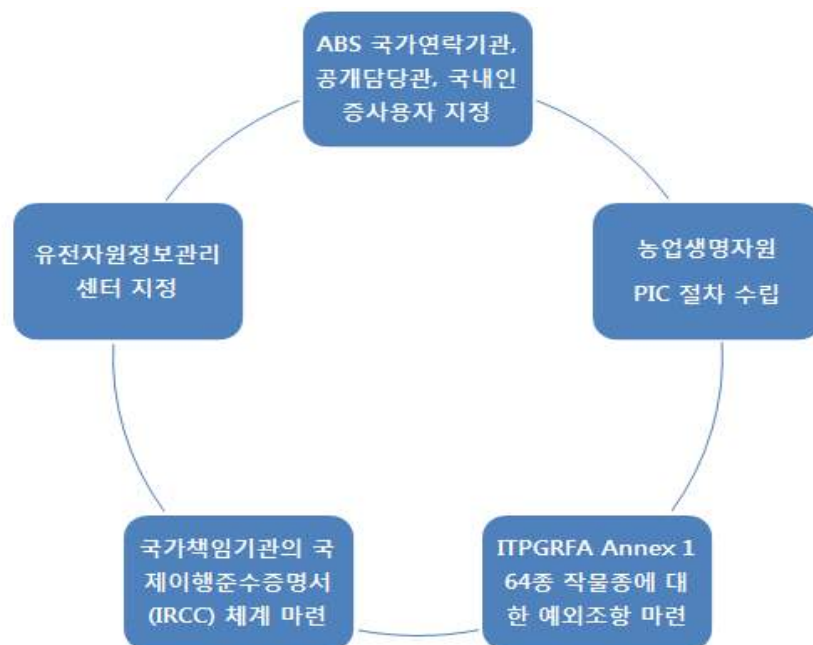 ABS 국가연락기관,
공개담당관, 국내인
증사용자 지정
농업생명자원
PIC 절차 수립
ITPGRFA Annex 1
64종 작물종에 대
한 예외조항 마련
국가책임기관의 국
제이행준수증명서
(IRCC) 체계 마련
유전자원정보관리
센터 지정